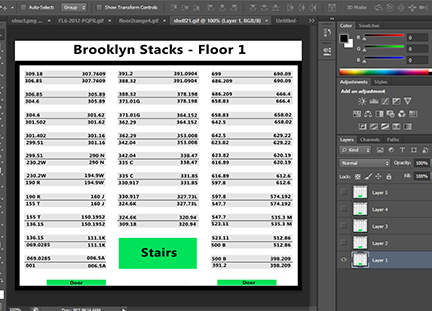 Auto-Select: Group Show Transform Controls 3D Mode:
FL6-2012-FQPR.gif floor2rangeR.gif shelf21.gif @ 100% (Layer 1, RGB/8) Untitled-
Brooklyn Stacks - Floor 1
309.18 307.7609 391.2 391.0904 699 690.09
306.85 307.7609 388.32 391.0904 686.209 690.09
306.85 305.89 388.32 378.198 686.209 666.4
304.6 305.89 371.01G 378.198 658.83 666.4
304.6 301.62 371.01G 364.152 658.83 658.02
301.502 301.62 362.29 364.152 642.5 658.02
301.402 301.16 362.29 353.008 642.5 629.22
299.51 301.16 342.04 353.008 623.82 629.22
299.51 290 N 342.04 338.47 623.82 620.19
230.2W 290 N 335 C 338.47 616.89 620.19
230.2W 194.9W 335 C 331.85 616.89 612.6
190 R 194.9W 330.917 331.85 597.8 612.6
190 R 160 J 330.917 327.73L 597.8 574.192
155 T 160 J 324.6K 327.73L 547.7 574.192
155 T 150.1952 324.6K 320.94 547.7 535.3 M
136.1S 150.1952 309.18 320.94 523.11 535.3 M
136.1S 111.1K 523.11 512.86
069.0285 111.1K 500 B 512.86
069.0285 006.5A 500 B 398.209
001 006.5A 391.2 398.209
Stairs
Door Door
Color Swatches
R 0
G 0
B 0
Adjustments Styles
Add an adjustment
Layers Channels Paths
Kind
Normal Opacity: 100%
Lock: Fill: 100%
Layer 5
Layer 4
Layer 3
Layer 2
Layer 1
100%